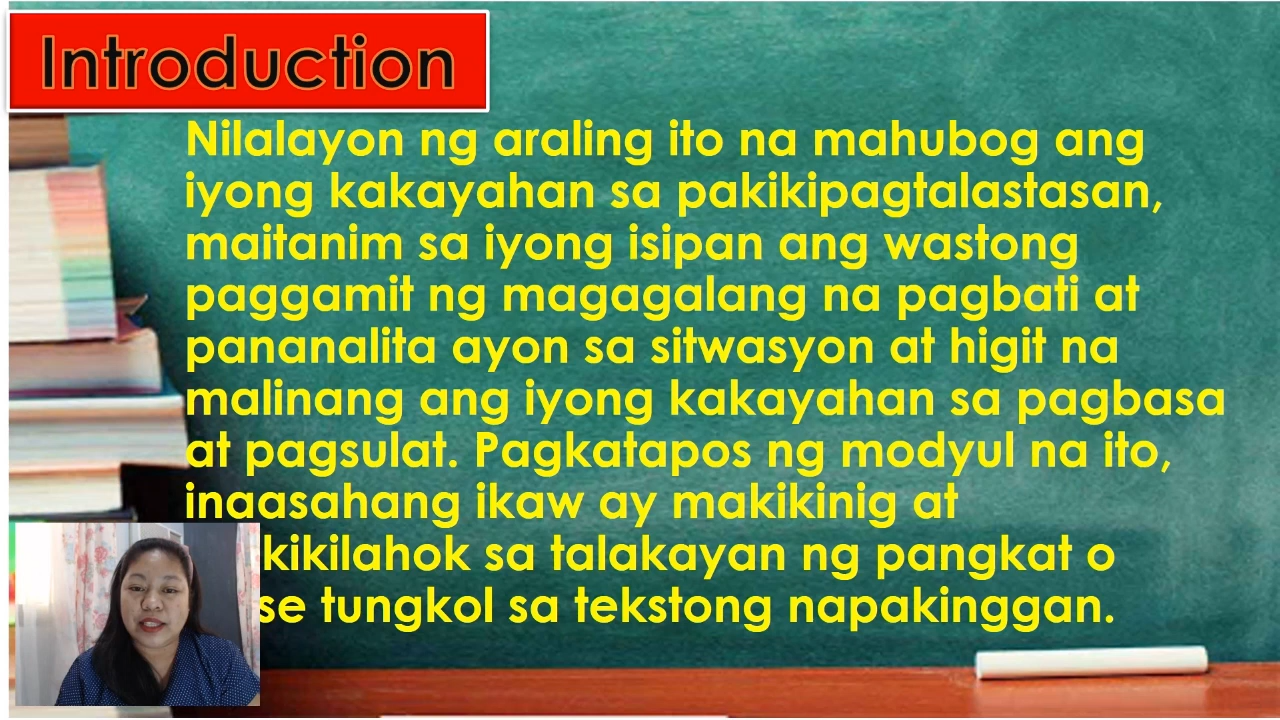 Introduction
Nilalayon ng araling ito na mahubog ang
iyong kakayahan sa pakikipagtalastasan,
maitanim sa iyong isipan ang wastong
paggamit ng magagalang na pagbati at
pananalita ayon sa sitwasyon at higit na
malinang ang iyong kakayahan sa pagbasa
at pagsulat. Pagkatapos ng modyul na ito,
inaasahang ikaw ay makikinig at
sa talakayan ng pangkat o
tungkol sa tekstong napakinggan.